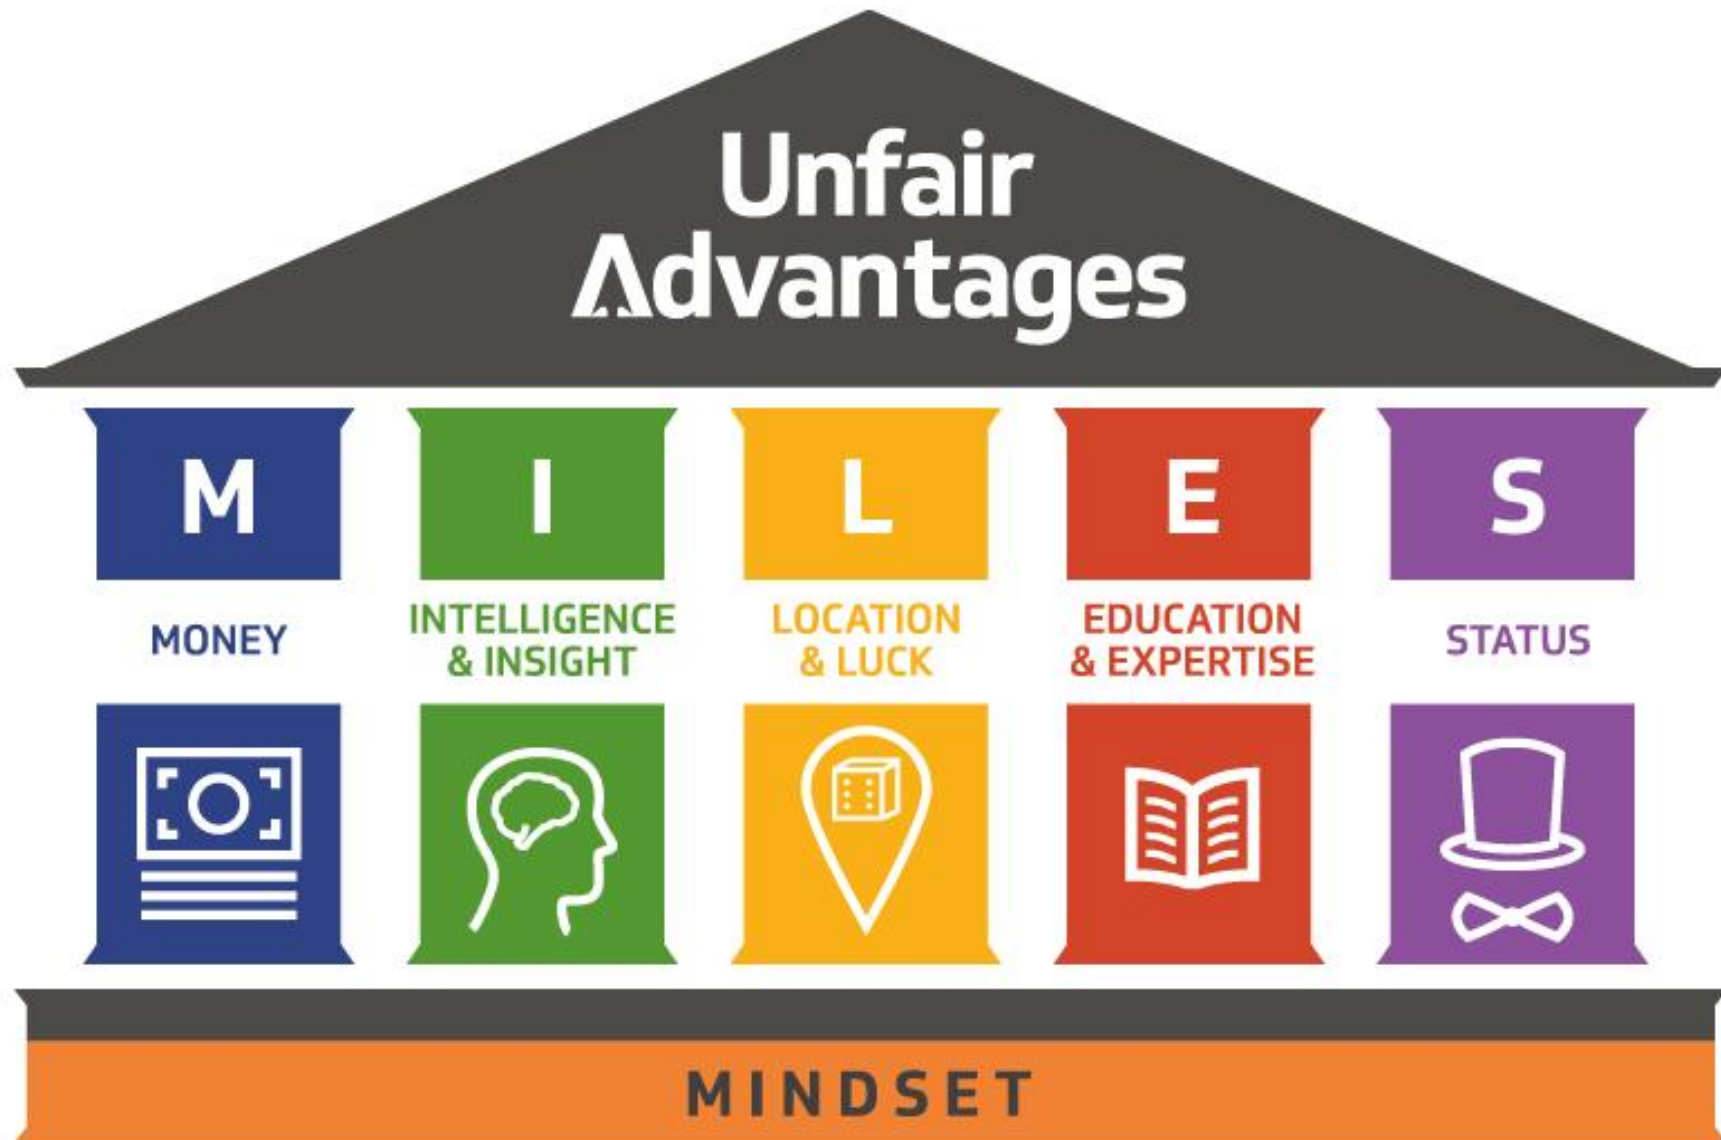 Unfair
Advantages
M
I
L
E
S
MONEY
INTELLIGENCE
& INSIGHT
LOCATION
& LUCK
EDUCATION
& EXPERTISE
STATUS
MINDSET